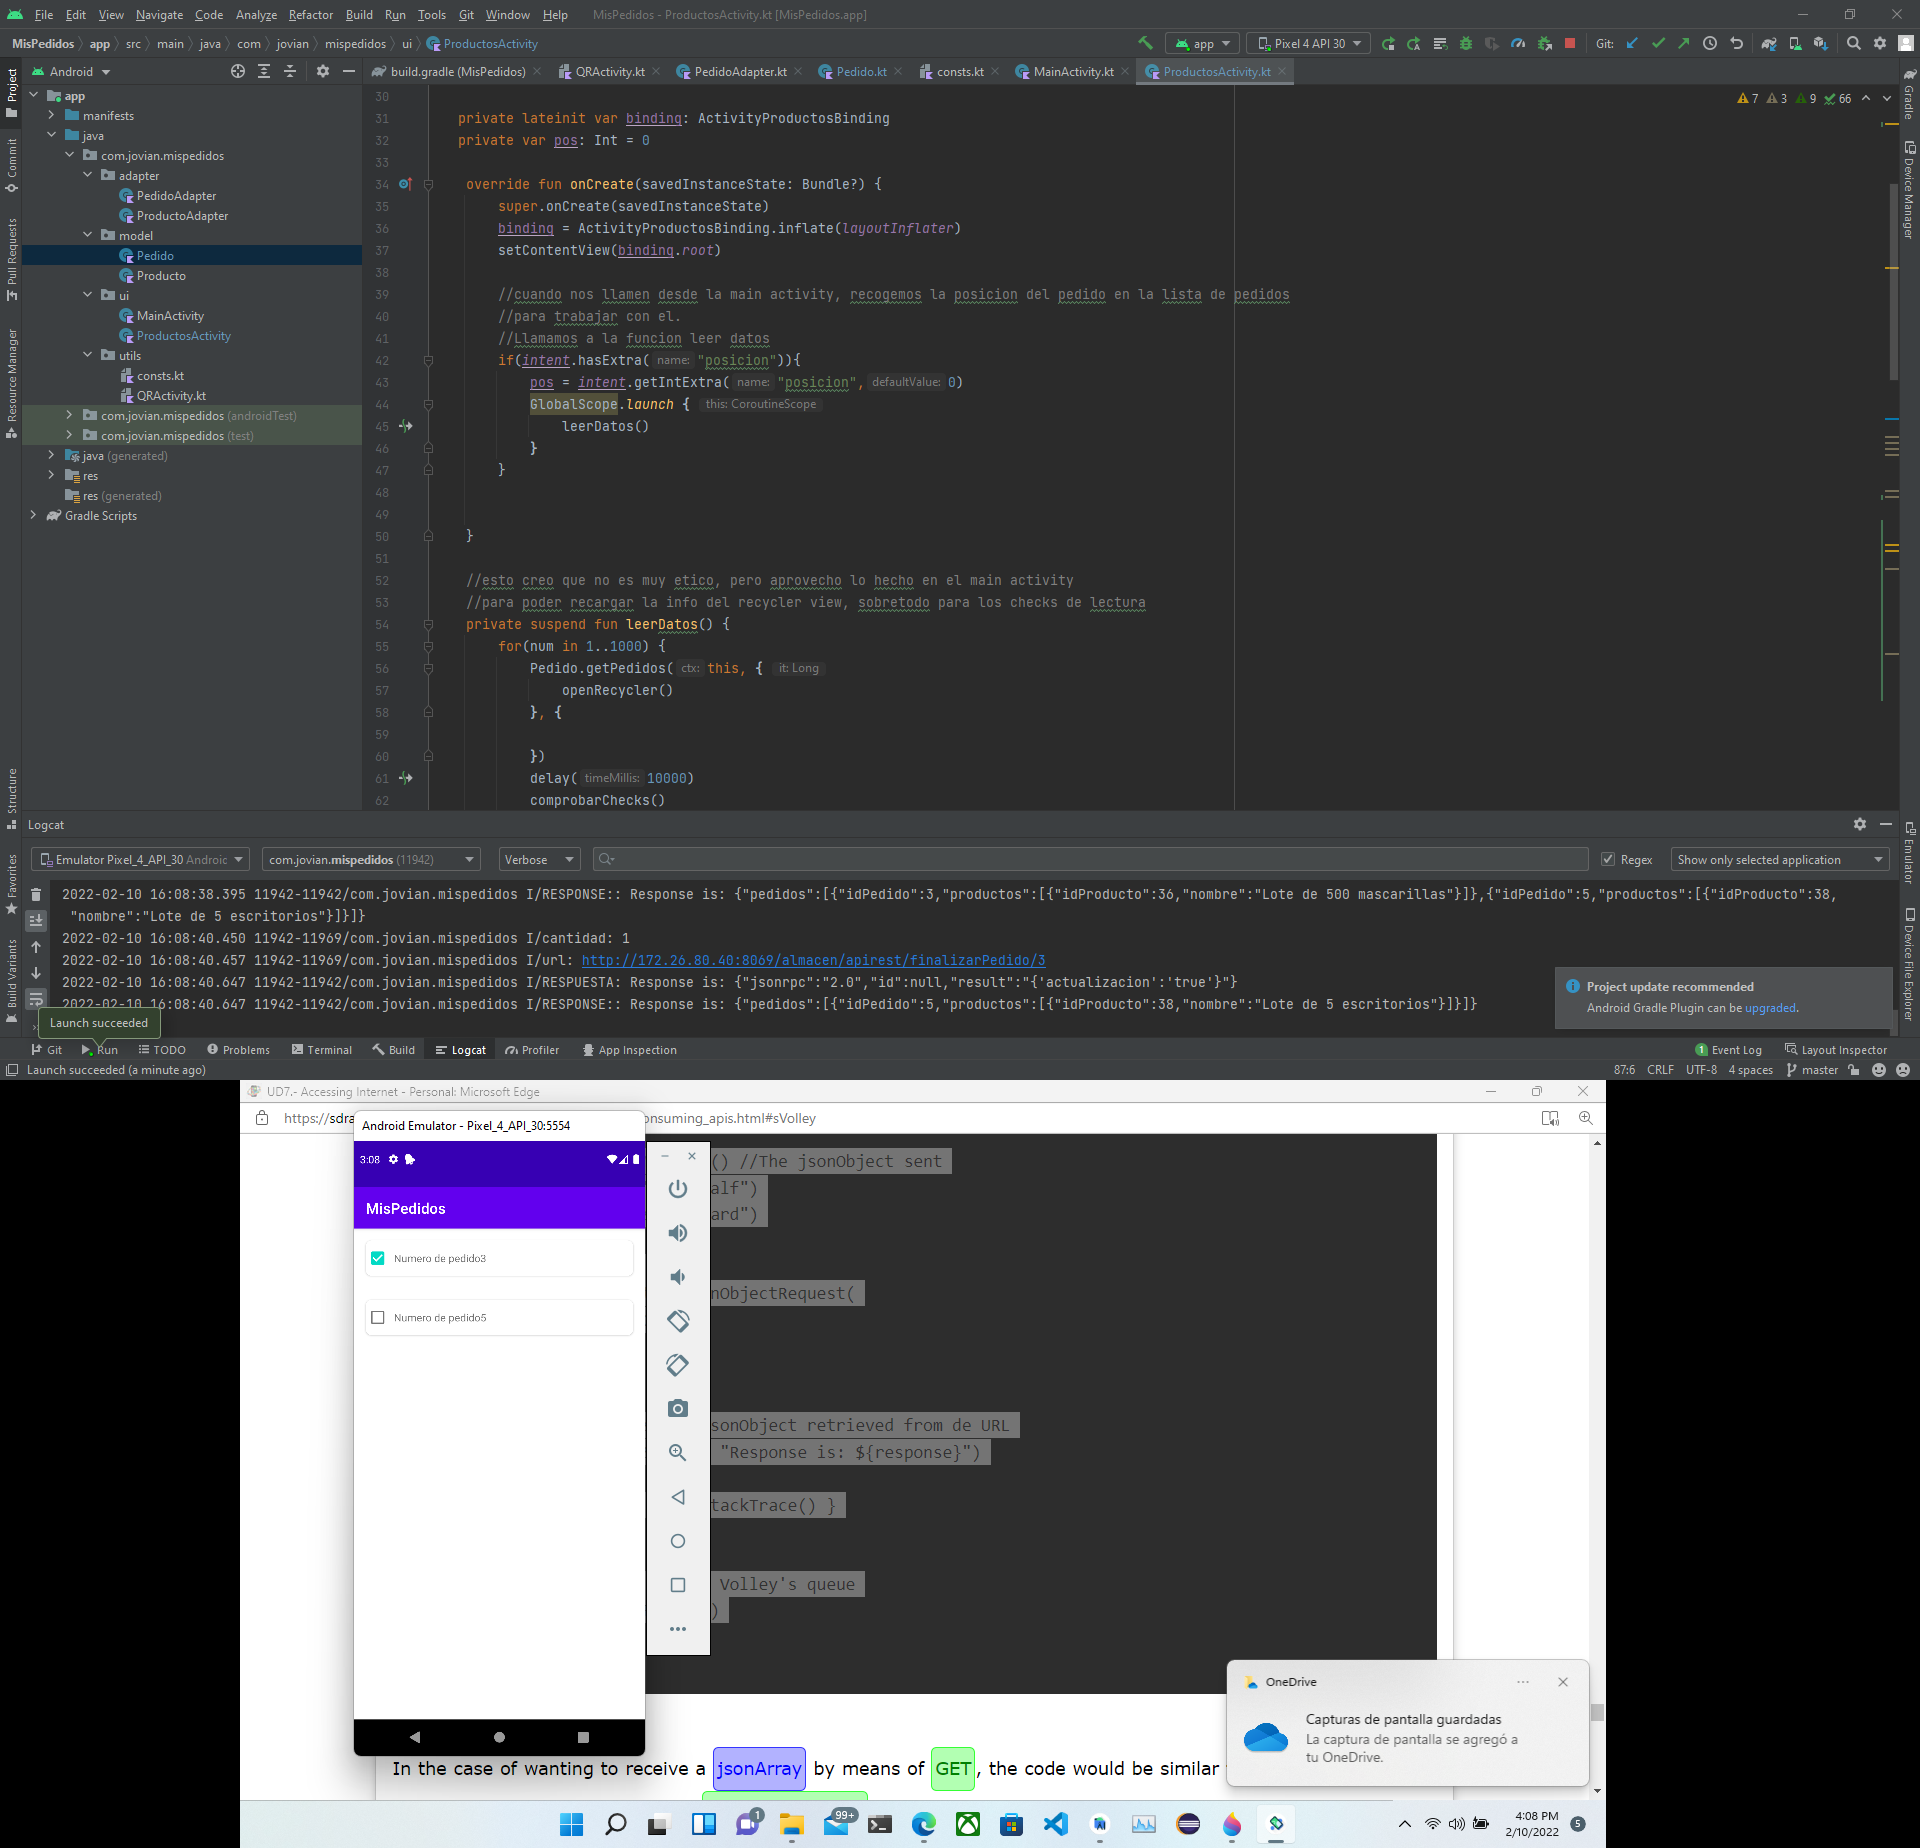 File Edit View Navigate Code Analyze Refactor Build Run Tools Git Window Help MisPedidos - ProductosActivity.kt [MisPedidos.app]
MisPedidos app src main java com jovian mispedidos ui ProductosActivity
app Pixel 4 API 30 Git:
Project
Commit
Pull Requests
Resource Manager
Structure
Favorites
Build Variants
Android
app
manifests
java
com.jovian.mispedidos
adapter
PedidoAdapter
ProductoAdapter
model
Pedido
Producto
ui
MainActivity
ProductosActivity
utils
consts.kt
QRActivity.kt
com.jovian.mispedidos (androidTest)
com.jovian.mispedidos (test)
java (generated)
res
res (generated)
Gradle Scripts
build.gradle (MisPedidos) QRActivity.kt PedidoAdapter.kt Pedido.kt consts.kt MainActivity.kt ProductosActivity.kt
7 3 9 66
30
31 private lateinit var binding: ActivityProductosBinding
32 private var pos: Int = 0
33
34 override fun onCreate(savedInstanceState: Bundle?) {
35 super.onCreate(savedInstanceState)
36 binding = ActivityProductosBinding.inflate(layoutInflater)
37 setContentView(binding.root)
38
39 //cuando nos llamen desde la main activity, recogemos la posicion del pedido en la lista de pedidos
40 //para trabajar con el.
41 //Llamamos a la funcion leer datos
42 if(intent.hasExtra( name: "posicion")){
43 pos = intent.getIntExtra( name: "posicion", defaultValue: 0)
44 GlobalScope.launch { this: CoroutineScope
45 leerDatos()
46 }
47 }
48
49
50 }
51
52 //esto creo que no es muy etico, pero aprovecho lo hecho en el main activity
53 //para poder recargar la info del recycler view, sobretodo para los checks de lectura
54 private suspend fun leerDatos() {
55 for(num in 1..1000) {
56 Pedido.getPedidos( ctx: this, { it: Long
57 openRecycler()
58 }, {
59
60 })
61 delay( timeMillis: 10000)
62 comprobarChecks()
Gradle
Device Manager
Emulator
Device File Explorer
Logcat
Emulator Pixel_4_API_30 Android com.jovian.mispedidos (11942) Verbose Regex Show only selected application
2022-02-10 16:08:38.395 11942-11942/com.jovian.mispedidos I/RESPONSE:: Response is: {"pedidos":[{"idPedido":3,"productos":[{"idProducto":36,"nombre":"Lote de 500 mascarillas"}]},{"idPedido":5,"productos":[{"idProducto":38,
"nombre":"Lote de 5 escritorios"}]}]}
2022-02-10 16:08:40.450 11942-11969/com.jovian.mispedidos I/cantidad: 1
2022-02-10 16:08:40.457 11942-11969/com.jovian.mispedidos I/url: http://172.26.80.40:8069/almacen/apirest/finalizarPedido/3
2022-02-10 16:08:40.647 11942-11942/com.jovian.mispedidos I/RESPUESTA: Response is: {"jsonrpc":"2.0","id":null,"result":"{'actualizacion':'true'}"}
2022-02-10 16:08:40.647 11942-11942/com.jovian.mispedidos I/RESPONSE:: Response is: {"pedidos":[{"idPedido":5,"productos":[{"idProducto":38,"nombre":"Lote de 5 escritorios"}]}]}
Project update recommended
Android Gradle Plugin can be upgraded.
Launch succeeded
Git Run TODO Problems Terminal Build Logcat Profiler App Inspection 1 Event Log Layout Inspector
Launch succeeded (a minute ago) 87:6 CRLF UTF-8 4 spaces master
UD7.- Accessing Internet - Personal: Microsoft Edge
https://sdra onsuming_apis.html#sVolley
Android Emulator - Pixel_4_API_30:5554
3:08
MisPedidos
Numero de pedido3
Numero de pedido5
() //The jsonObject sent
alf")
ard")
nObjectRequest(
sonObject retrieved from de URL
"Response is: ${response}")
tackTrace() }
Volley's queue
)
OneDrive
Capturas de pantalla guardadas
La captura de pantalla se agregó a
tu OneDrive.
In the case of wanting to receive a jsonArray by means of GET, the code would be similar
1 99+ 4:08 PM
2/10/2022 5